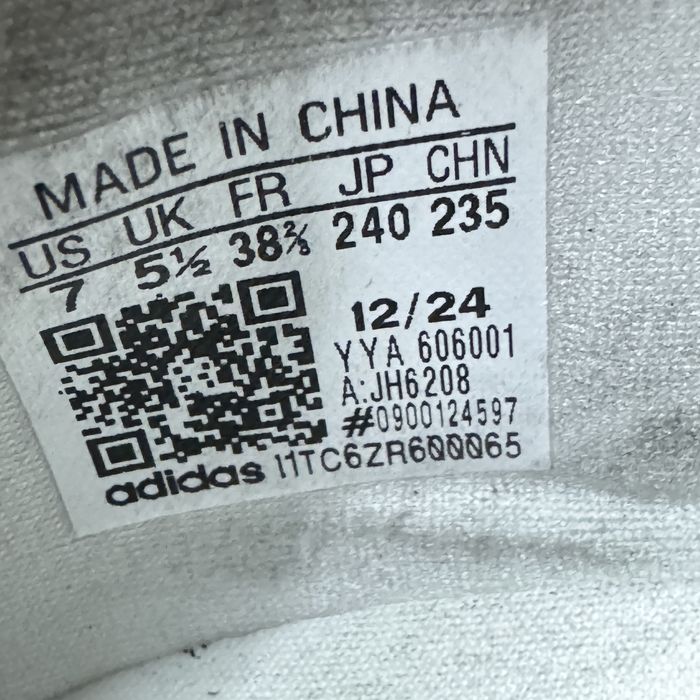 MADE IN CHINA
US UK FR JP CHN
7 5½ 38⅔ 240 235
12/24
YYA 606001
A:JH6208
#0900124597
adidas I1TC6ZR600065